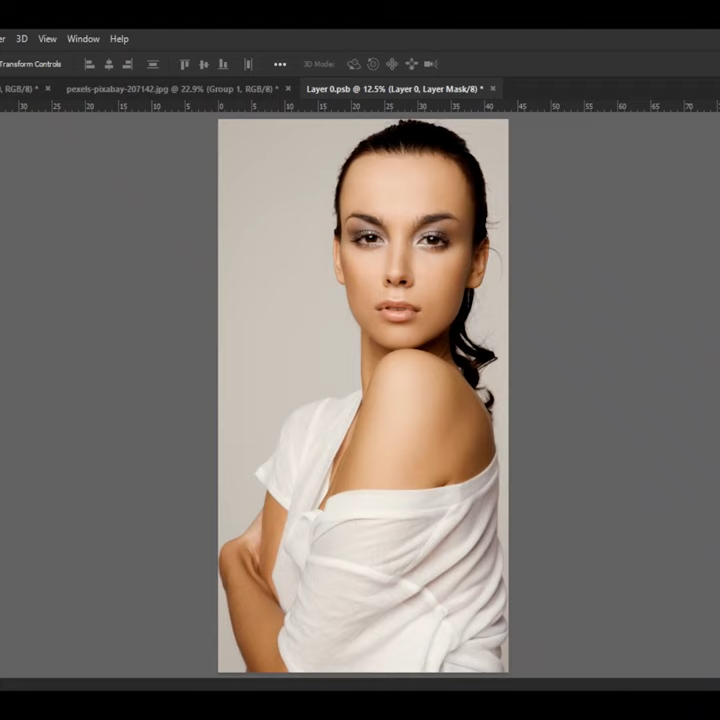 er 3D View Window Help
Transform Controls ••• 3D Mode:
), RGB/8) * × pexels-pixabay-207142.jpg @ 22.9% (Group 1, RGB/8) * × Layer 0.psb @ 12.5% (Layer 0, Layer Mask/8) * ×
30 25 20 15 10 5 0 5 10 15 20 25 30 35 40 45 50 55 60 65 70